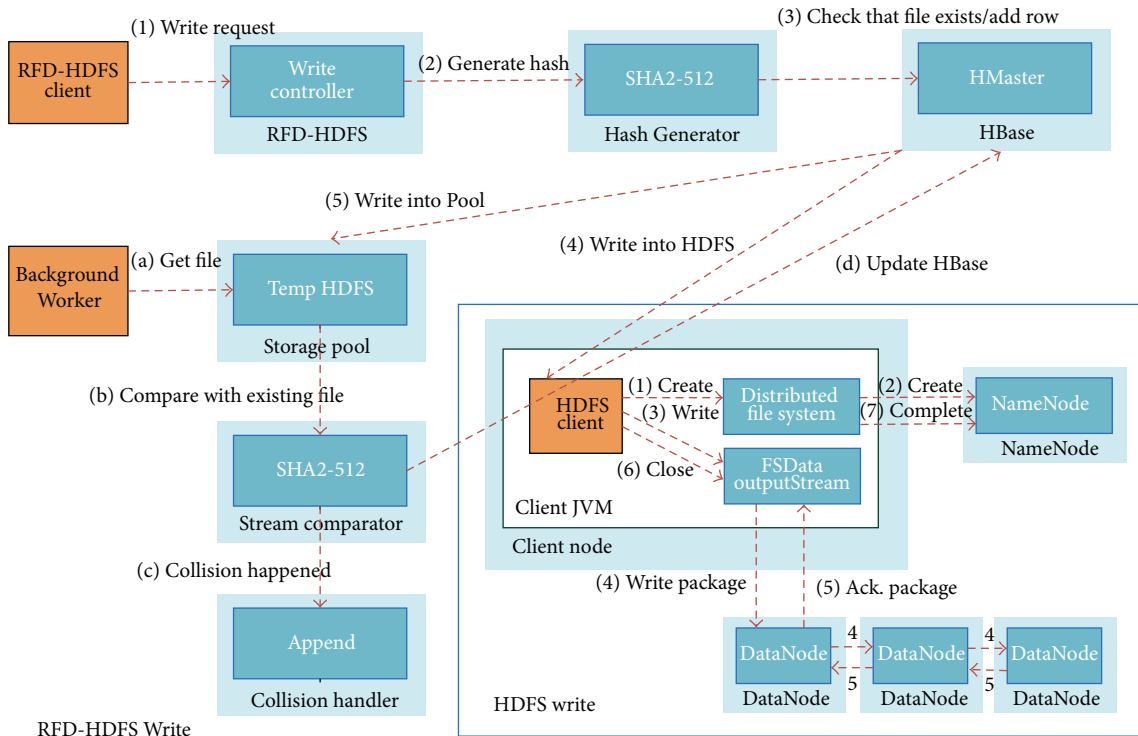 (1) Write request
(3) Check that file exists/add row
RFD-HDFS
client
Write
controller
RFD-HDFS
(2) Generate hash
SHA2-512
Hash Generator
HMaster
HBase
(5) Write into Pool
(4) Write into HDFS
(d) Update HBase
Background
Worker
(a) Get file
Temp HDFS
Storage pool
(b) Compare with existing file
SHA2-512
Stream comparator
(c) Collision happened
Append
Collision handler
RFD-HDFS Write
HDFS
client
(1) Create
(3) Write
(6) Close
Distributed
file system
FSData
outputStream
Client JVM
Client node
(2) Create
(7) Complete
NameNode
NameNode
(4) Write package
(5) Ack. package
DataNode
DataNode
4
5
DataNode
DataNode
4
5
DataNode
DataNode
HDFS write